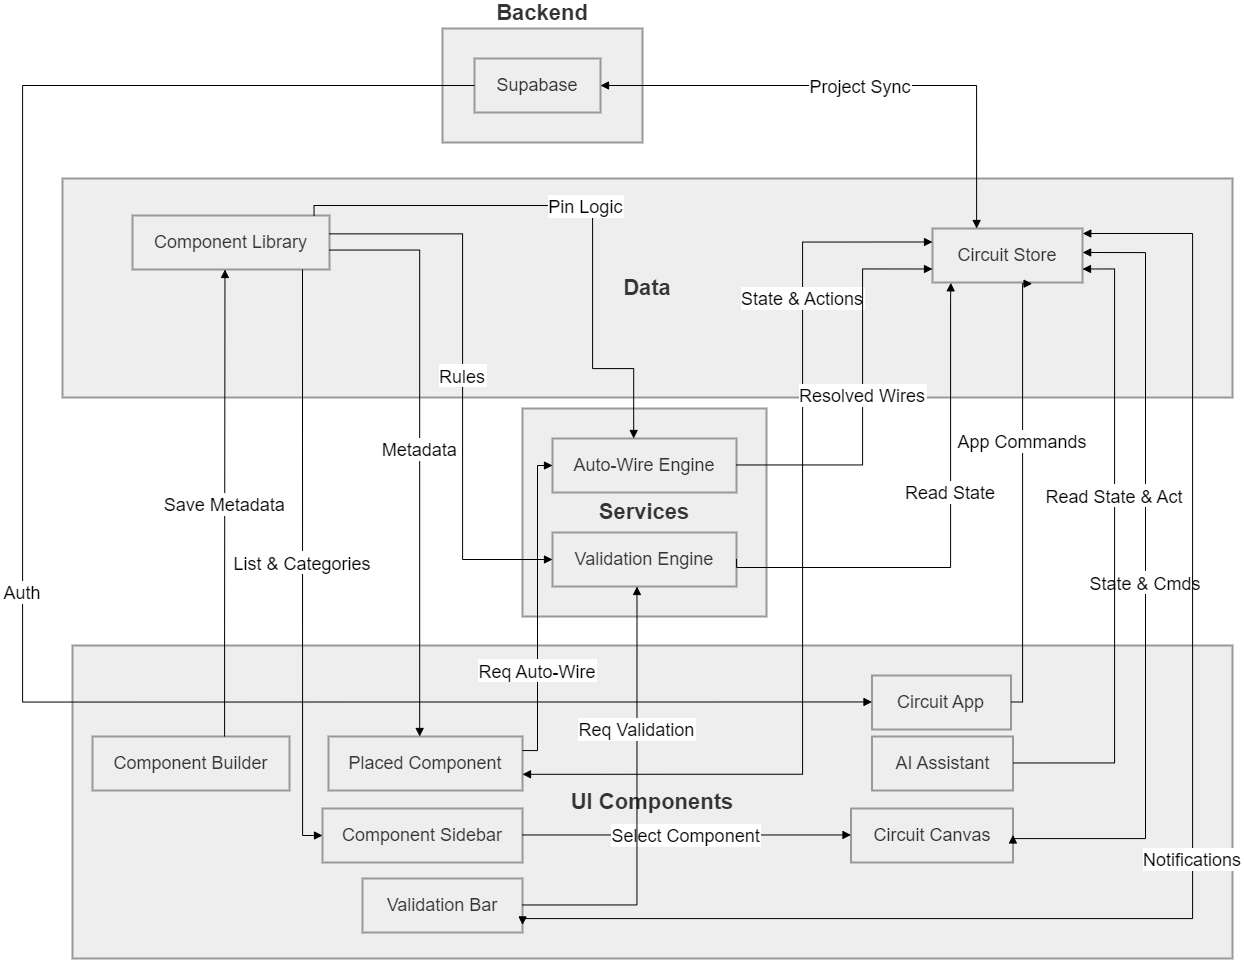 Backend
Supabase
Project Sync
Pin Logic
Component Library
Circuit Store
Data
State & Actions
Rules
Resolved Wires
App Commands
Metadata
Auto-Wire Engine
Read State
Read State & Act
Save Metadata
Services
Validation Engine
List & Categories
State & Cmds
Auth
Req Auto-Wire
Circuit App
Req Validation
Component Builder
Placed Component
AI Assistant
UI Components
Component Sidebar
Select Component
Circuit Canvas
Notifications
Validation Bar